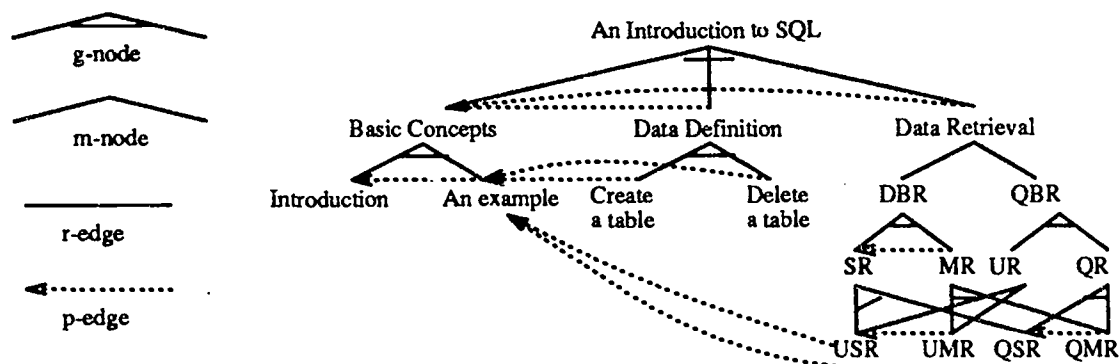 g-node
m-node
r-edge
p-edge
An Introduction to SQL
Basic Concepts
Data Definition
Data Retrieval
Introduction
An example
Create
a table
Delete
a table
DBR
QBR
SR
MR
UR
QR
USR
UMR
QSR
QMR